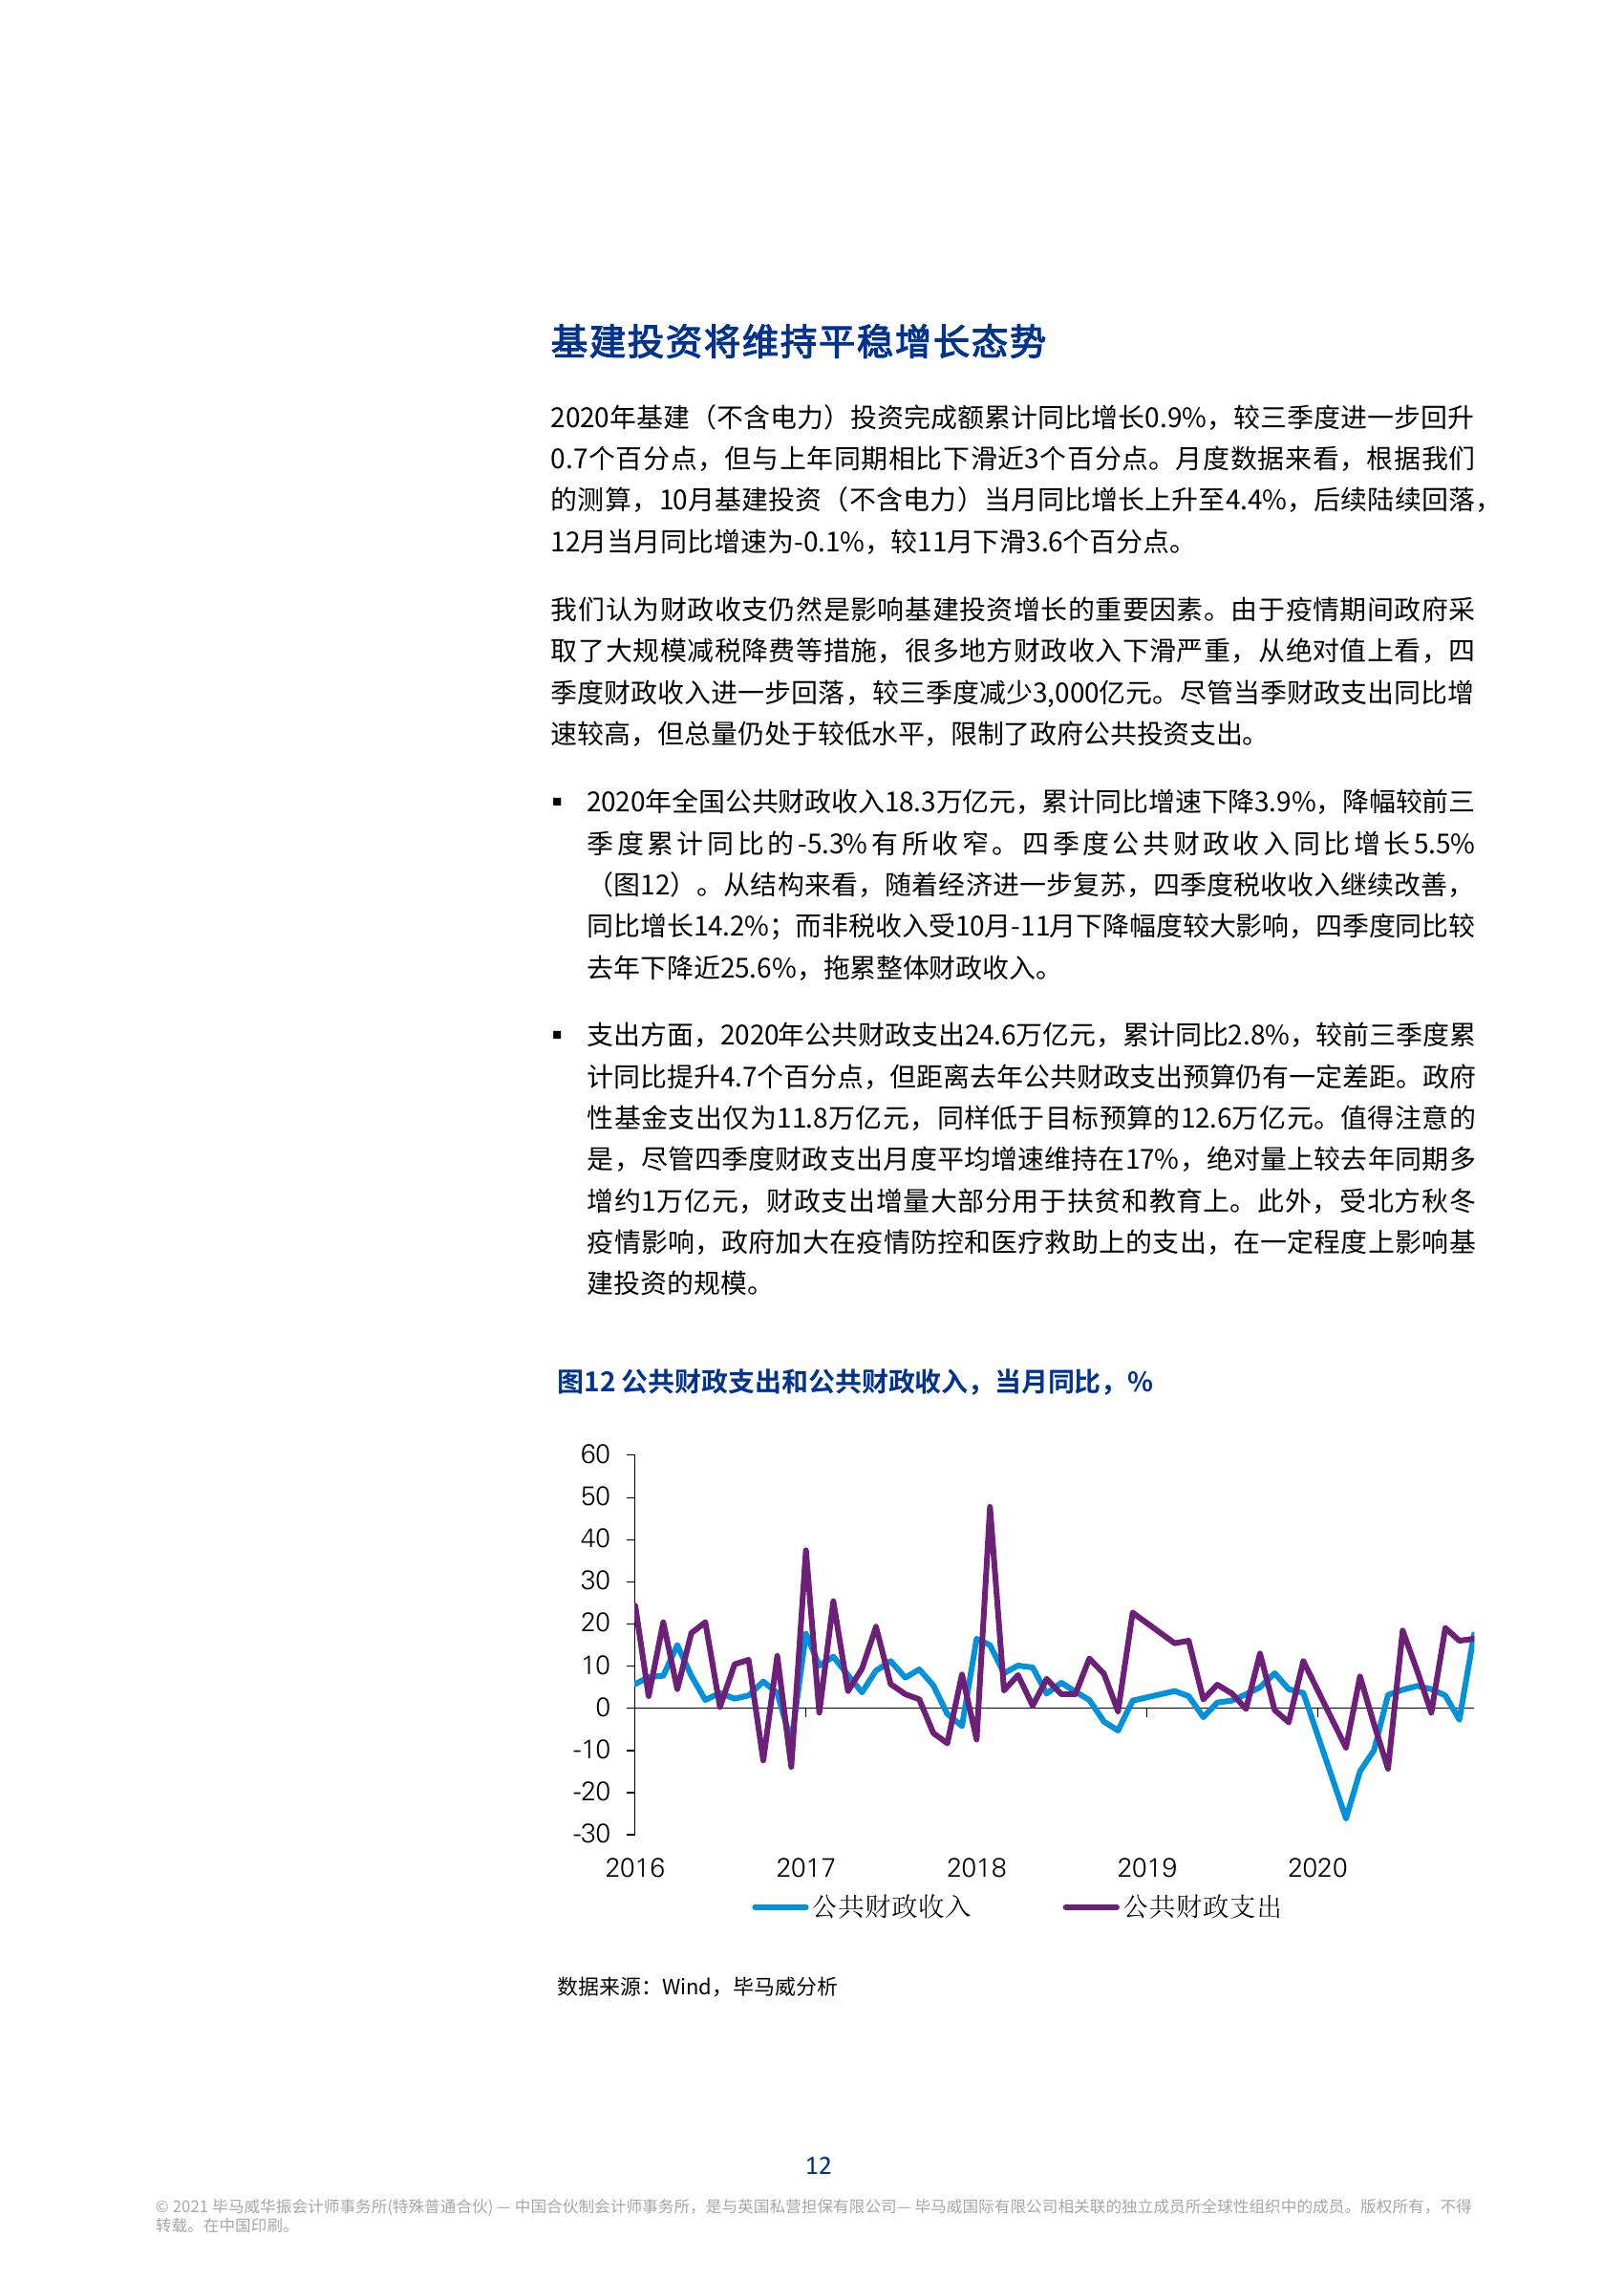 基建投资将维持平稳增长态势
2020年基建（不含电力）投资完成额累计同比增长0.9%，较三季度进一步回升
0.7个百分点，但与上年同期相比下滑近3个百分点。月度数据来看，根据我们
的测算，10月基建投资（不含电力）当月同比增长上升至4.4%，后续陆续回落，
12月当月同比增速为-0.1%，较11月下滑3.6个百分点。
我们认为财政收支仍然是影响基建投资增长的重要因素。由于疫情期间政府采
取了大规模减税降费等措施，很多地方财政收入下滑严重，从绝对值上看，四
季度财政收入进一步回落，较三季度减少3,000亿元。尽管当季财政支出同比增
速较高，但总量仍处于较低水平，限制了政府公共投资支出。
▪ 2020年全国公共财政收入18.3万亿元，累计同比增速下降3.9%，降幅较前三
季度累计同比的-5.3%有所收窄。四季度公共财政收入同比增长5.5%
（图12）。从结构来看，随着经济进一步复苏，四季度税收收入继续改善，
同比增长14.2%；而非税收入受10月-11月下降幅度较大影响，四季度同比较
去年下降近25.6%，拖累整体财政收入。
▪ 支出方面，2020年公共财政支出24.6万亿元，累计同比2.8%，较前三季度累
计同比提升4.7个百分点，但距离去年公共财政支出预算仍有一定差距。政府
性基金支出仅为11.8万亿元，同样低于目标预算的12.6万亿元。值得注意的
是，尽管四季度财政支出月度平均增速维持在17%，绝对量上较去年同期多
增约1万亿元，财政支出增量大部分用于扶贫和教育上。此外，受北方秋冬
疫情影响，政府加大在疫情防控和医疗救助上的支出，在一定程度上影响基
建投资的规模。
图12 公共财政支出和公共财政收入，当月同比，%
60
50
40
30
20
10
0
-10
-20
-30
2016 2017 2018 2019 2020
公共财政收入 公共财政支出
数据来源：Wind，毕马威分析
12
© 2021 毕马威华振会计师事务所(特殊普通合伙) — 中国合伙制会计师事务所，是与英国私营担保有限公司— 毕马威国际有限公司相关联的独立成员所全球性组织中的成员。版权所有，不得
转载。在中国印刷。